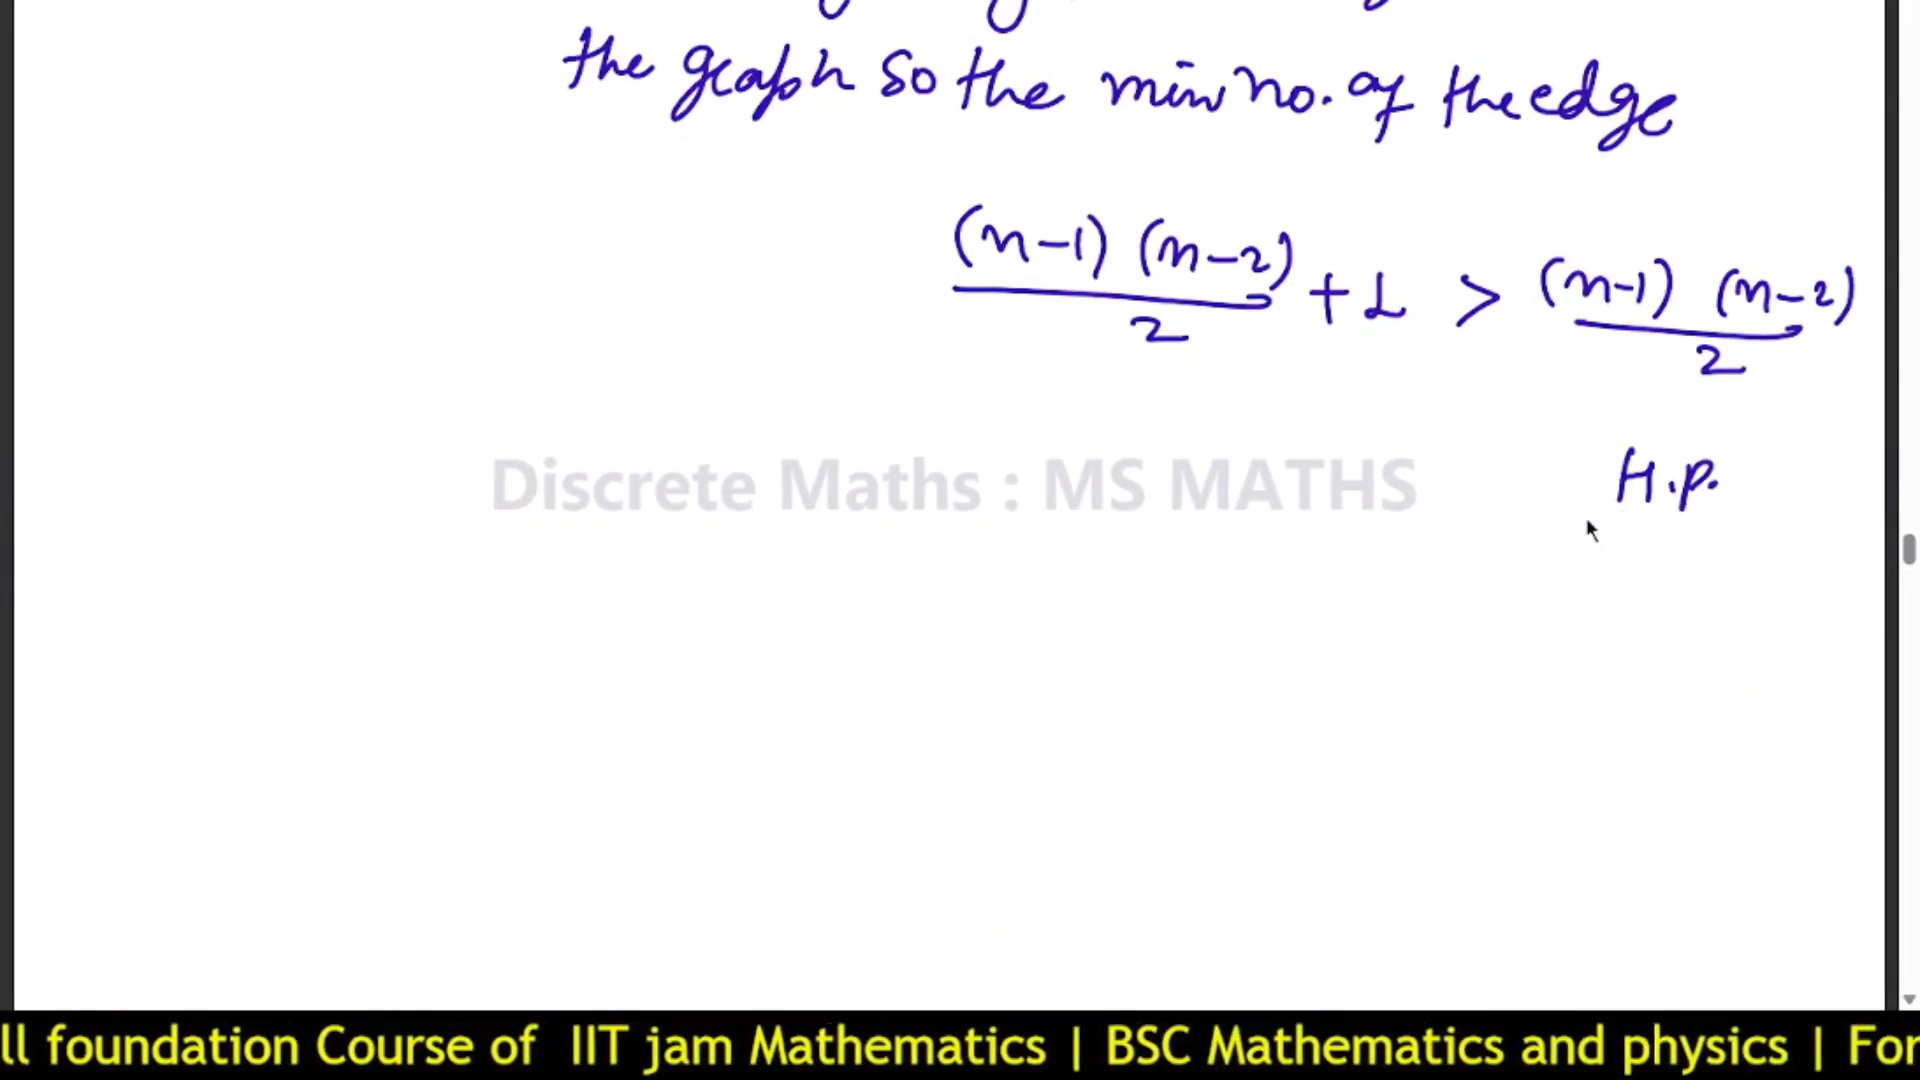 the graph so the min no. of the edge
(n-1) (n-2)/2 + 1 > (n-1) (n-2)/2
H.p.
Discrete Maths : MS MATHS
ll foundation Course of IIT jam Mathematics | BSC Mathematics and physics | For